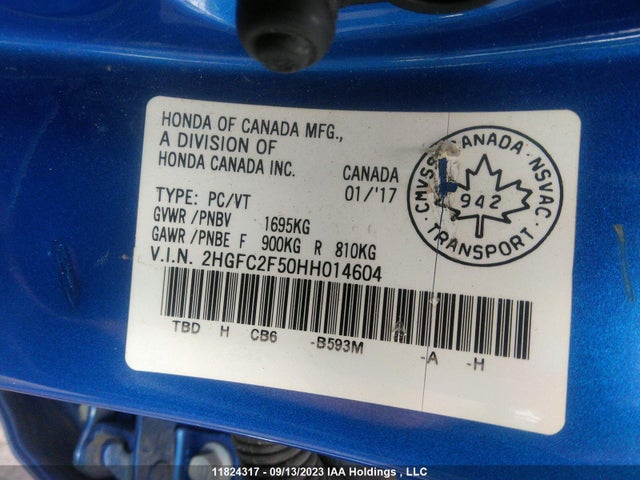 HONDA OF CANADA MFG.,
A DIVISION OF
HONDA CANADA INC.
CANADA
01/'17
TYPE: PC/VT
GVWR /PNBV 1695KG
GAWR /PNBE F 900KG R 810KG
V.I.N. 2HGFC2F50HH014604
TBD H CB6 -B593M A -A -H
CMVSS CANADA NSVAC
942
TRANSPORT
11824317 - 09/13/2023 IAA Holdings , LLC